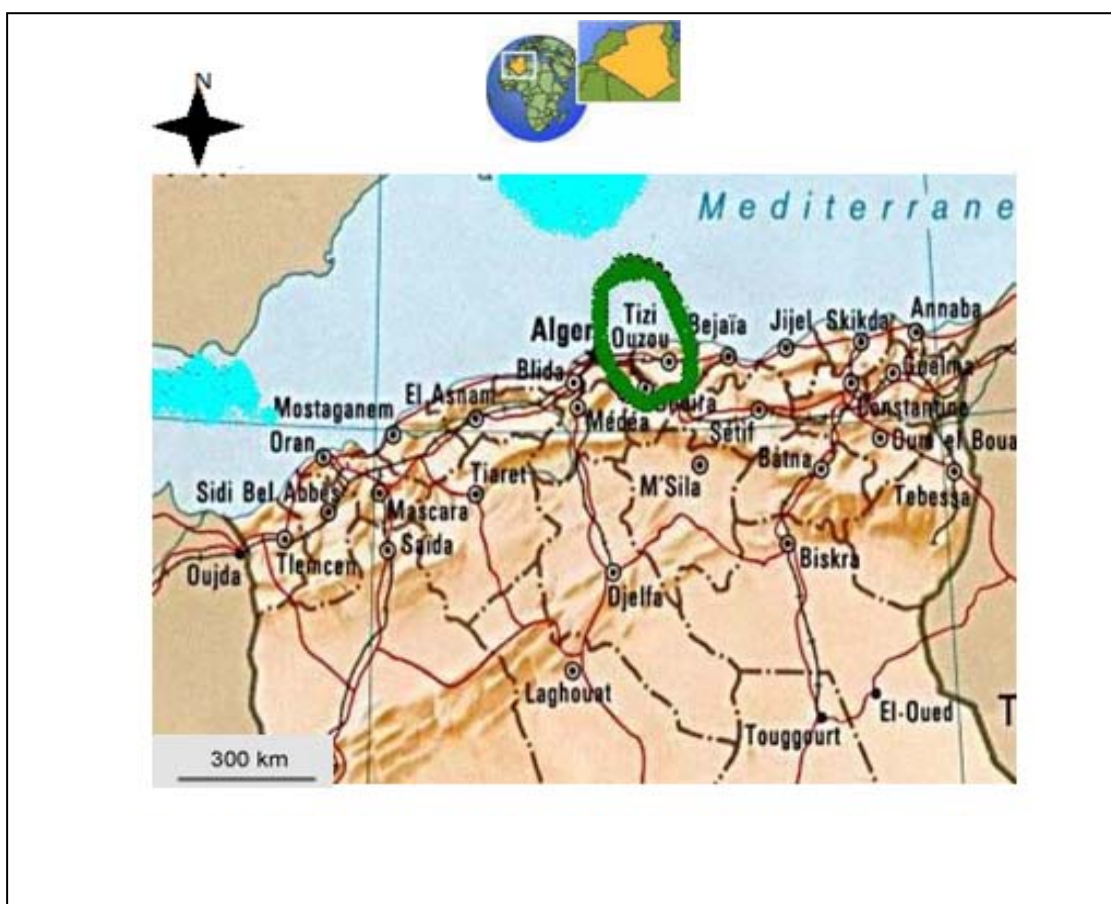 N
Mediterrane
Tizi
Ouzou
Alger
Bejaïa
Jijel
Skikda
Annaba
Blida
Guelma
El Asnam
Mostaganem
Médéa
Constantine
Sétif
Oran
Oum el Boua
Tiaret
Batna
M'Sila
Sidi Bel Abbés
Mascara
Tebessa
Saïda
Oujda
Tlemcen
Biskra
Djelfa
Laghouat
El-Oued
T
Touggourt
300 km